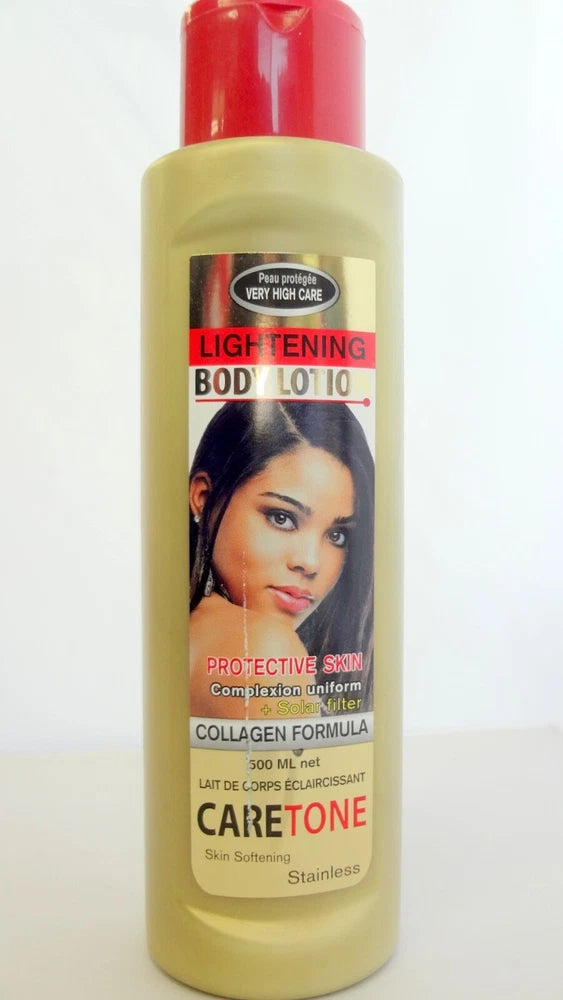 Peau protégée
VERY HIGH CARE
LIGHTENING
BODY LOTIO
PROTECTIVE SKIN
Complexion uniform
+ Solar filter
COLLAGEN FORMULA
500 ML net
LAIT DE CORPS ÉCLAIRCISSANT
CARETONE
Skin Softening
Stainless